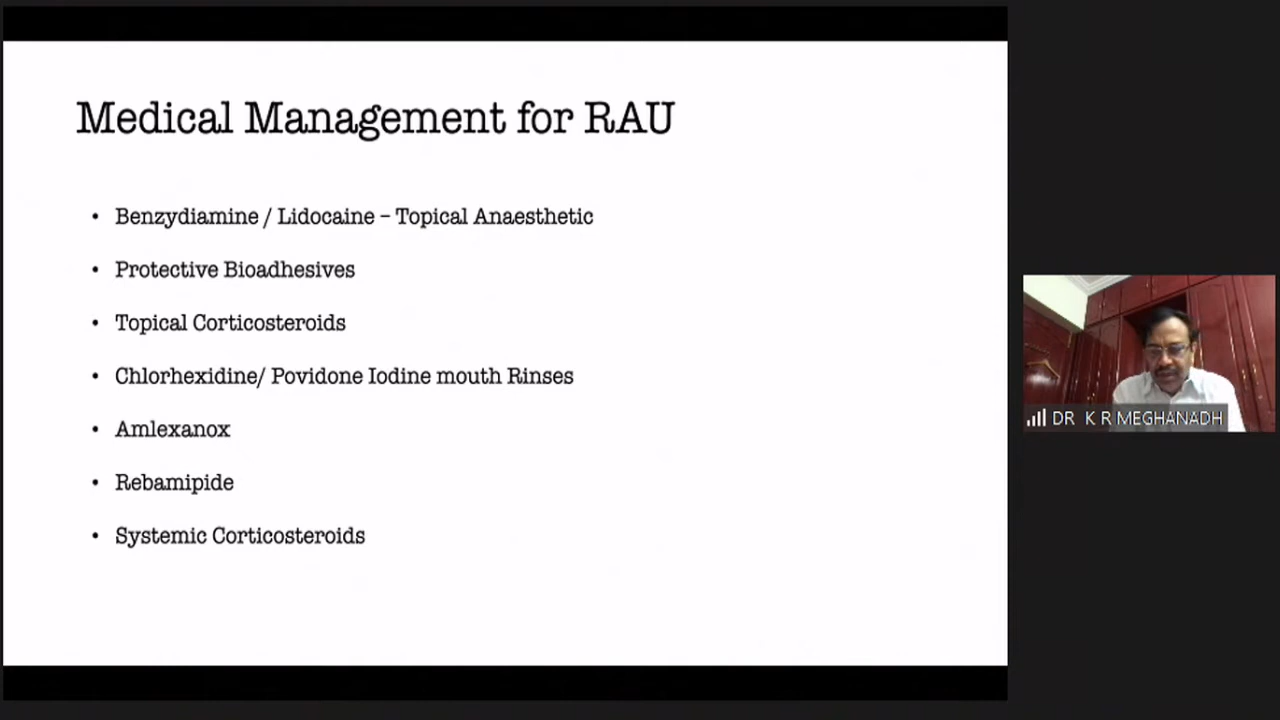 Medical Management for RAU
• Benzydiamine / Lidocaine – Topical Anaesthetic
• Protective Bioadhesives
• Topical Corticosteroids
• Chlorhexidine/ Povidone Iodine mouth Rinses
• Amlexanox
• Rebamipide
• Systemic Corticosteroids
DR K R MEGHANADH